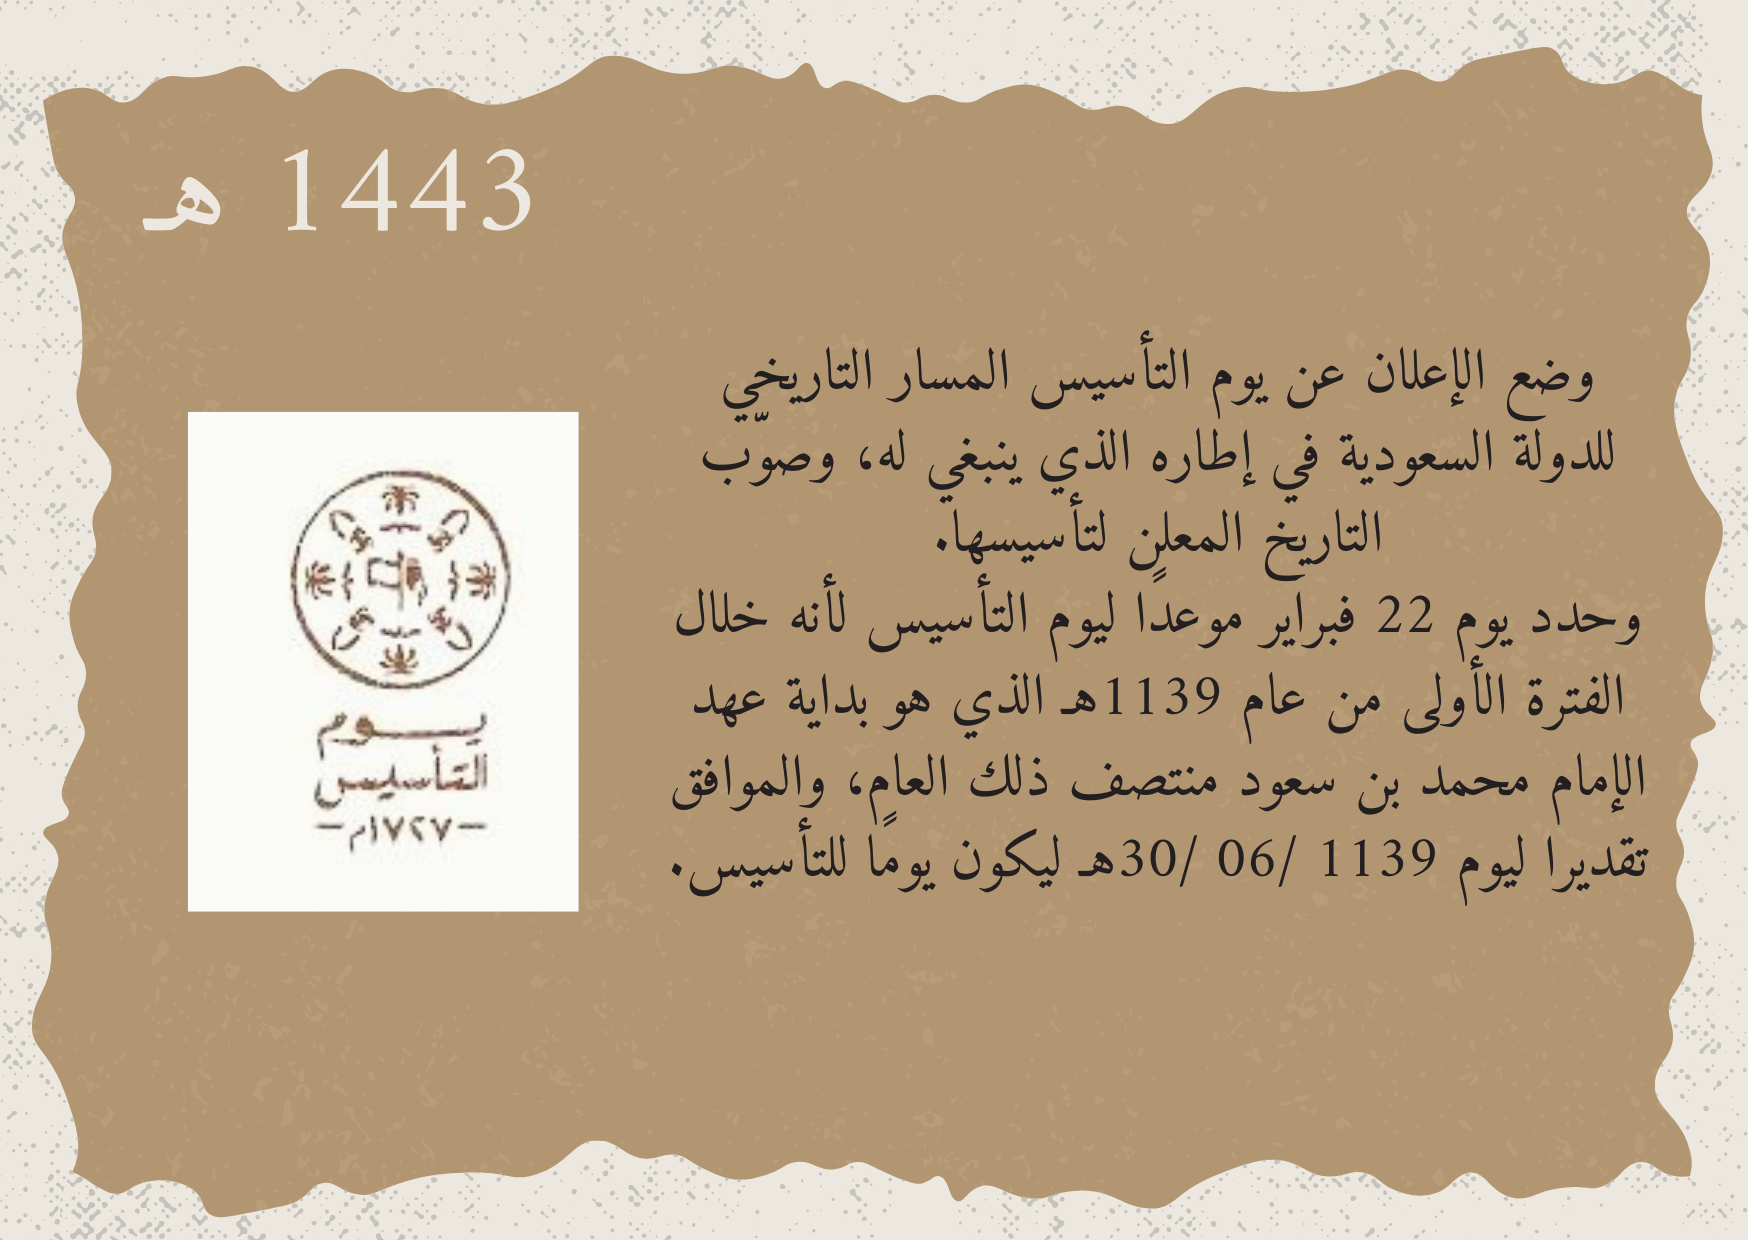 1443 هـ
وضع الإعلان عن يوم التأسيس المسار التاريخي
للدولة السعودية في إطاره الذي ينبغي له، وصوّب
التاريخ المعلن لتأسيسها.
وحدد يوم 22 فبراير موعدًا ليوم التأسيس لأنه خلال
الفترة الأولى من عام 1139هـ الذي هو بداية عهد
الإمام محمد بن سعود منتصف ذلك العام، والموافق
تقديرا ليوم 1139 /06 /30هـ ليكون يومًا للتأسيس.
يوم
التأسيس
– ١٧٢٧م –